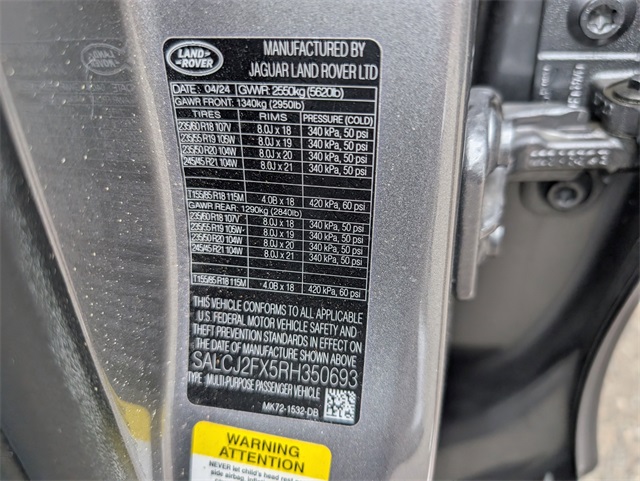 LAND
ROVER
MANUFACTURED BY
JAGUAR LAND ROVER LTD
DATE: 04/24 GVWR: 2550kg (5620lb)
GAWR FRONT: 1340kg (2950lb)
TIRES RIMS PRESSURE (COLD)
235/60 R18 107V 8.0J x 18 340 kPa, 50 psi
235/55 R19 105W 8.0J x 19 340 kPa, 50 psi
235/50 R20 104W 8.0J x 20 340 kPa, 50 psi
245/45 R21 104W 8.0J x 21 340 kPa, 50 psi
T155/85 R18 115M 4.0B x 18 420 kPa, 60 psi
GAWR REAR: 1290kg (2840lb)
235/60 R18 107V 8.0J x 18 340 kPa, 50 psi
235/55 R19 105W 8.0J x 19 340 kPa, 50 psi
235/50 R20 104W 8.0J x 20 340 kPa, 50 psi
245/45 R21 104W 8.0J x 21 340 kPa, 50 psi
T155/85 R18 115M 4.0B x 18 420 kPa, 60 psi
THIS VEHICLE CONFORMS TO ALL APPLICABLE
U.S. FEDERAL MOTOR VEHICLE SAFETY AND
THEFT PREVENTION STANDARDS IN EFFECT ON
THE DATE OF MANUFACTURE SHOWN ABOVE
SALCJ2FX5RH350693
TYPE: MULTI-PURPOSE PASSENGER VEHICLE
MK72-1532-DB
WARNING
ATTENTION
NEVER let child's head rest
side airbag